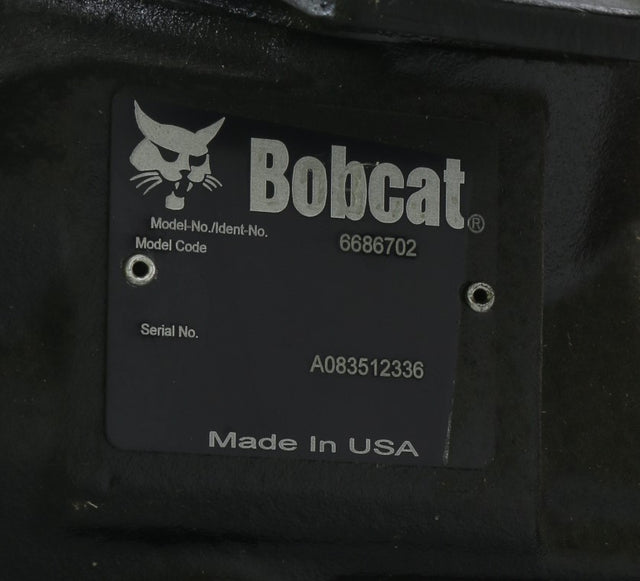 Bobcat®
Model-No./Ident-No. 6686702
Model Code
Serial No.
A083512336
Made In USA